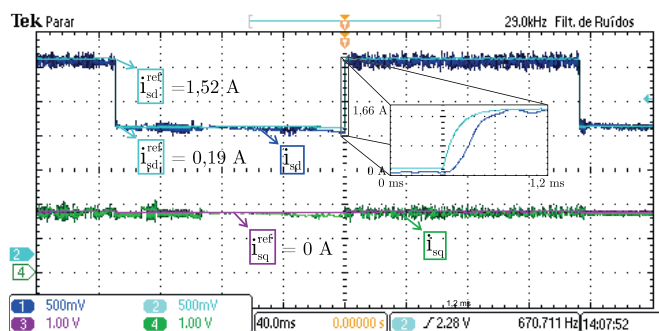 Tek Parar 29.0kHz Filt. de Ruídos
T
T
i_sd^ref =1,52 A
1,66 A
0 A
0 ms 1,2 ms
i_sd^ref = 0,19 A
i_sd
i_sq^ref = 0 A
i_sq
2
4
1.2 ms
1 500mV 2 500mV
3 1.00 V 4 1.00 V
40.0ms 0.00000 s
2 2.28 V
670.711 Hz
14:07:52